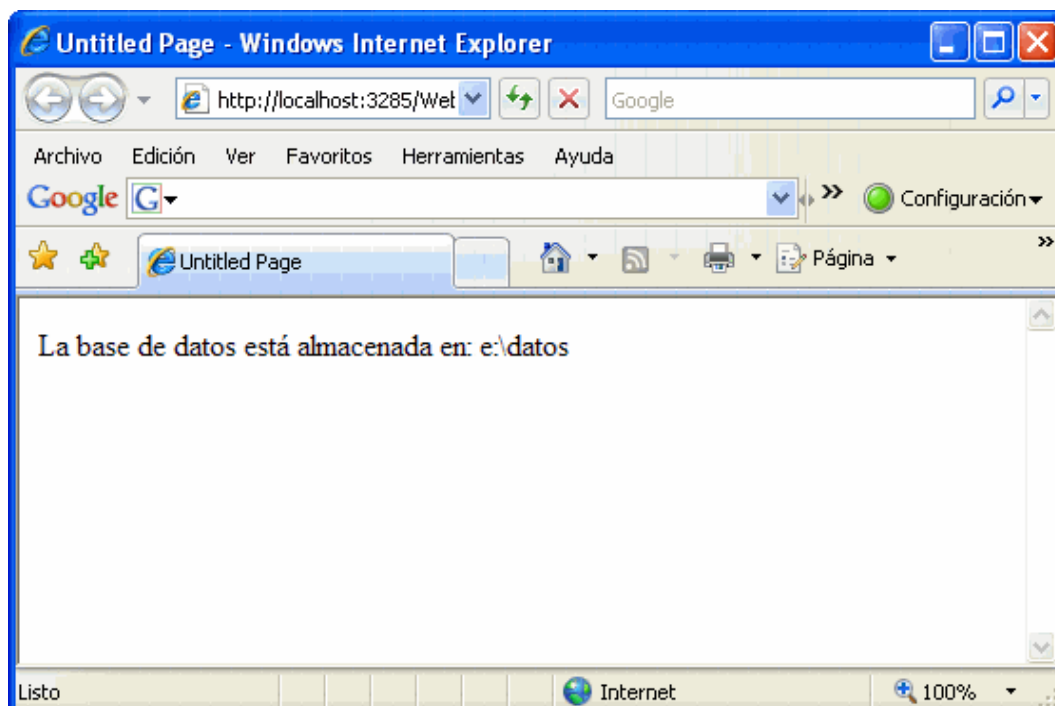 Untitled Page - Windows Internet Explorer
http://localhost:3285/Wet
Google
Archivo Edición Ver Favoritos Herramientas Ayuda
Google G Configuración
Untitled Page Página
La base de datos está almacenada en: e:\datos
Listo Internet 100%